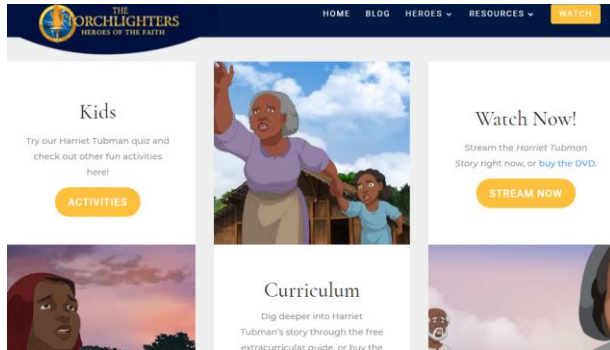 THE
TORCHLIGHTERS
HEROES OF THE FAITH
HOME BLOG HEROES RESOURCES WATCH
Kids
Try our Harriet Tubman quiz and
check out other fun activities
here!
ACTIVITIES
Watch Now!
Stream the Harriet Tubman
Story right now, or buy the DVD.
STREAM NOW
Curriculum
Dig deeper into Harriet
Tubman's story through the free
extracurricular guide, or buy the